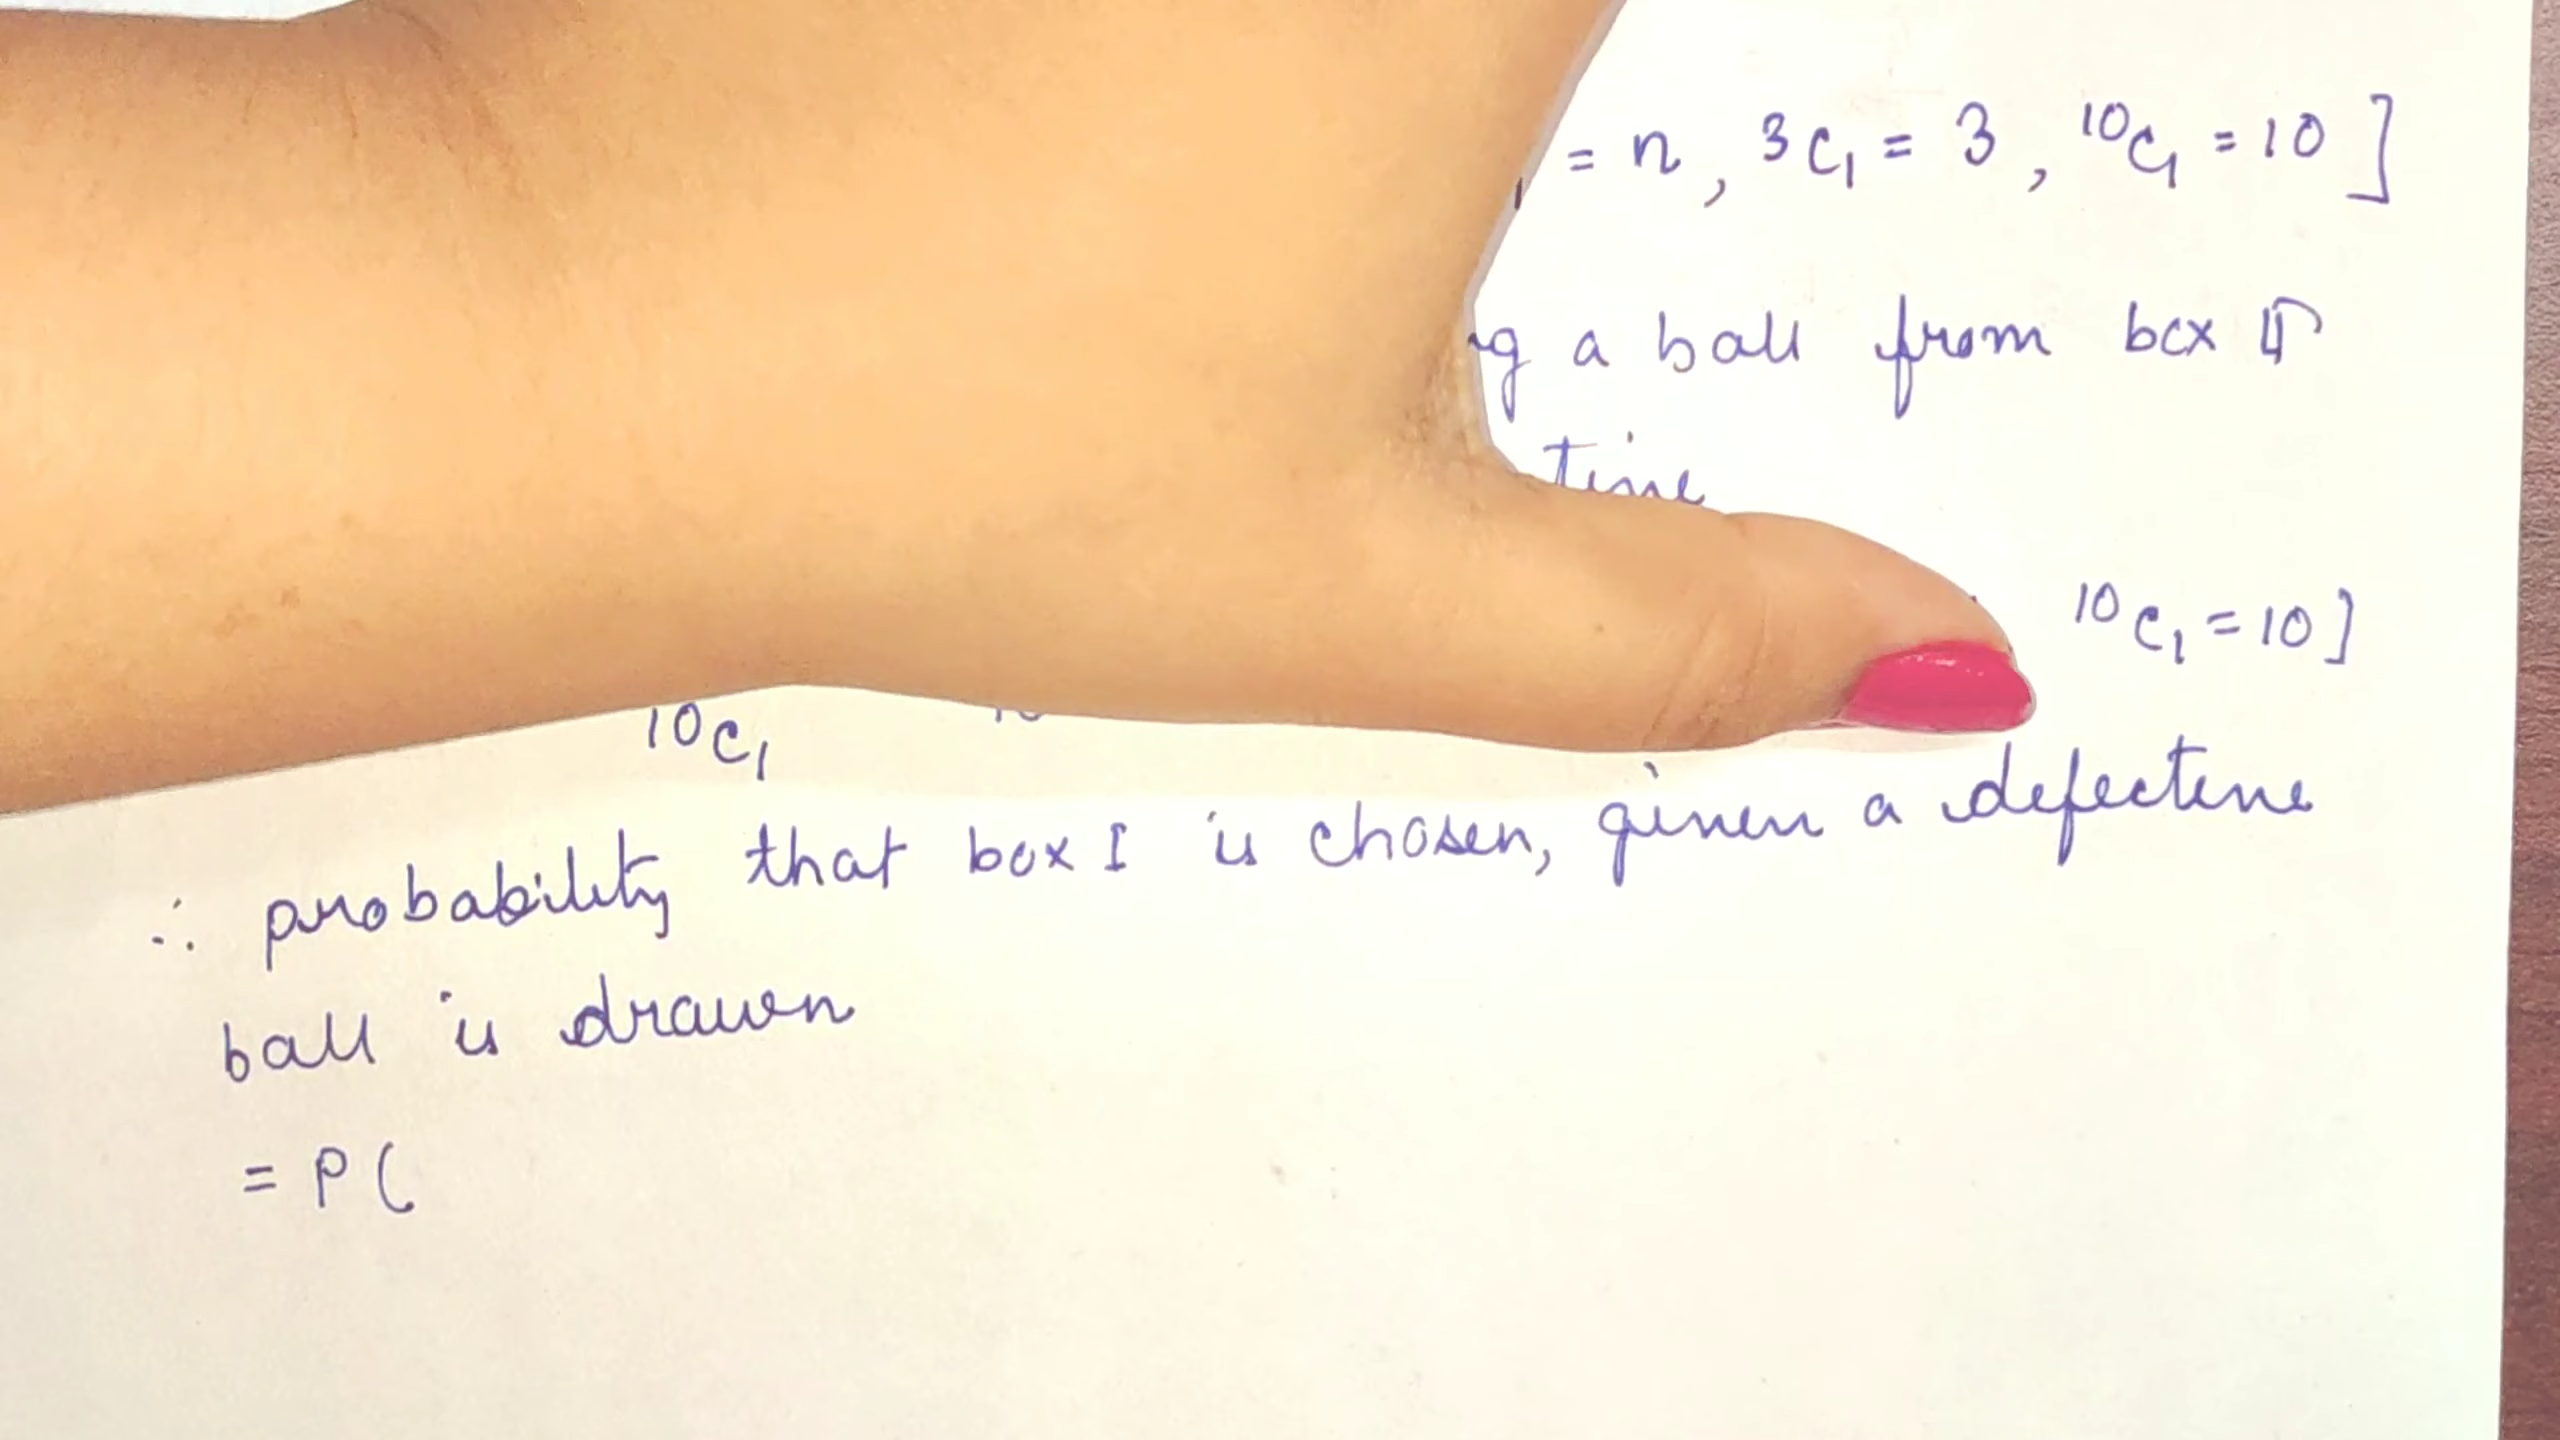 = n, ³C₁ = 3, ¹⁰C₁ = 10]
a ball from box II
time
¹⁰C₁ = 10]
¹⁰C₁
∴ probability that box I is chosen, given a defective
ball is drawn
= P(